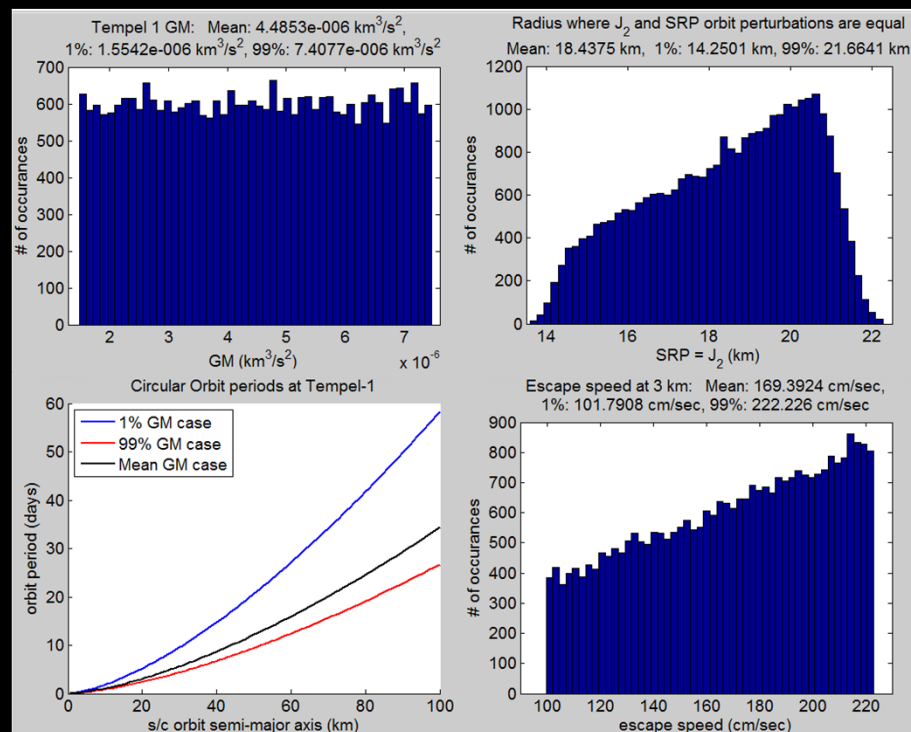 Tempel 1 GM: Mean: 4.4853e-006 km³/s²,
1%: 1.5542e-006 km³/s², 99%: 7.4077e-006 km³/s²
700
600
500
400
300
200
100
0
# of occurances
2 3 4 5 6 7
GM (km³/s²)
x 10⁻⁶
Radius where J₂ and SRP orbit perturbations are equal
Mean: 18.4375 km, 1%: 14.2501 km, 99%: 21.6641 km
1200
1000
800
600
400
200
0
# of occurances
14 16 18 20 22
SRP = J₂ (km)
Circular Orbit periods at Tempel-1
60
50
40
30
20
10
0
orbit period (days)
1% GM case
99% GM case
Mean GM case
0 20 40 60 80 100
s/c orbit semi-major axis (km)
Escape speed at 3 km: Mean: 169.3924 cm/sec,
1%: 101.7908 cm/sec, 99%: 222.226 cm/sec
900
800
700
600
500
400
300
200
100
0
# of occurances
100 120 140 160 180 200 220
escape speed (cm/sec)